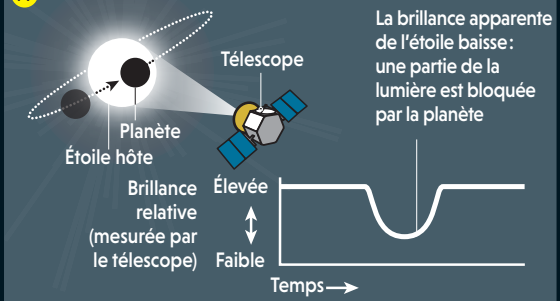 La brillance apparente
de l'étoile baisse :
une partie de la
lumière est bloquée
par la planète
Télescope
Planète
Étoile hôte
Brillance
relative
(mesurée par
le télescope)
Élevée
Faible
Temps